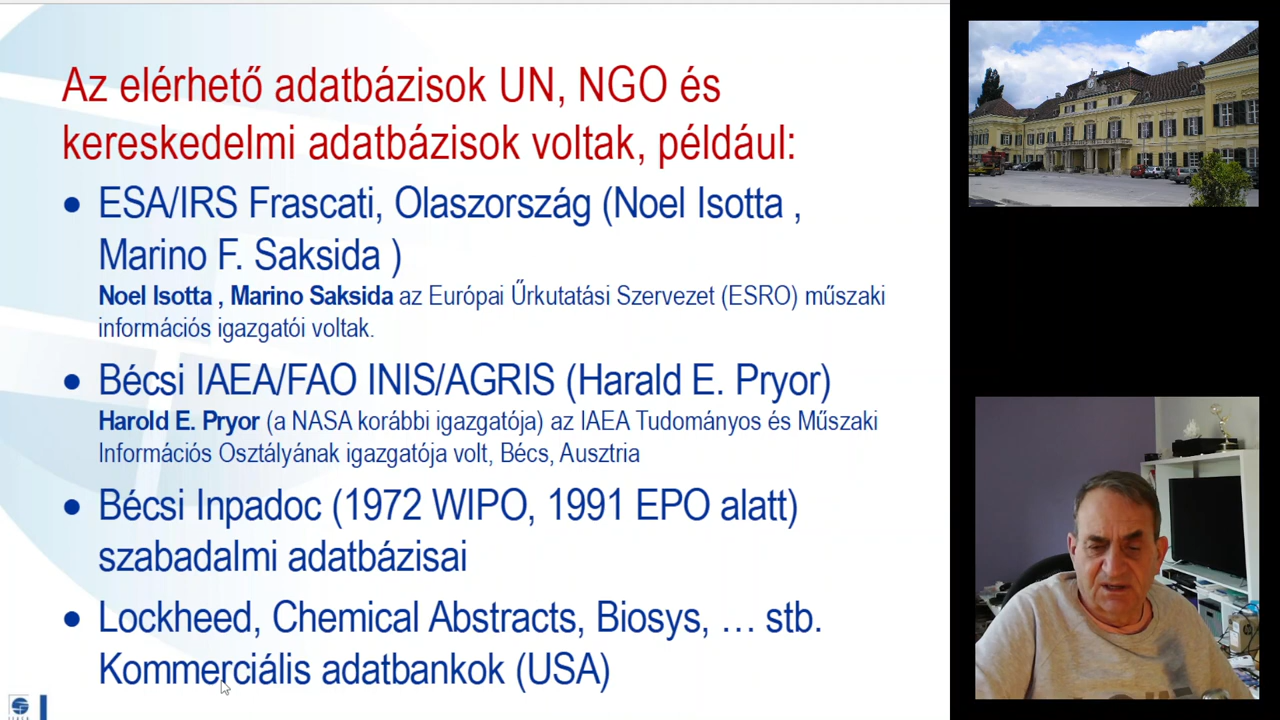 Az elérhető adatbázisok UN, NGO és
kereskedelmi adatbázisok voltak, például:
• ESA/IRS Frascati, Olaszország (Noel Isotta ,
Marino F. Saksida )
Noel Isotta , Marino Saksida az Európai Űrkutatási Szervezet (ESRO) műszaki
információs igazgatói voltak.
• Bécsi IAEA/FAO INIS/AGRIS (Harald E. Pryor)
Harold E. Pryor (a NASA korábbi igazgatója) az IAEA Tudományos és Műszaki
Információs Osztályának igazgatója volt, Bécs, Ausztria
• Bécsi Inpadoc (1972 WIPO, 1991 EPO alatt)
szabadalmi adatbázisai
• Lockheed, Chemical Abstracts, Biosys, … stb.
Kommerciális adatbankok (USA)